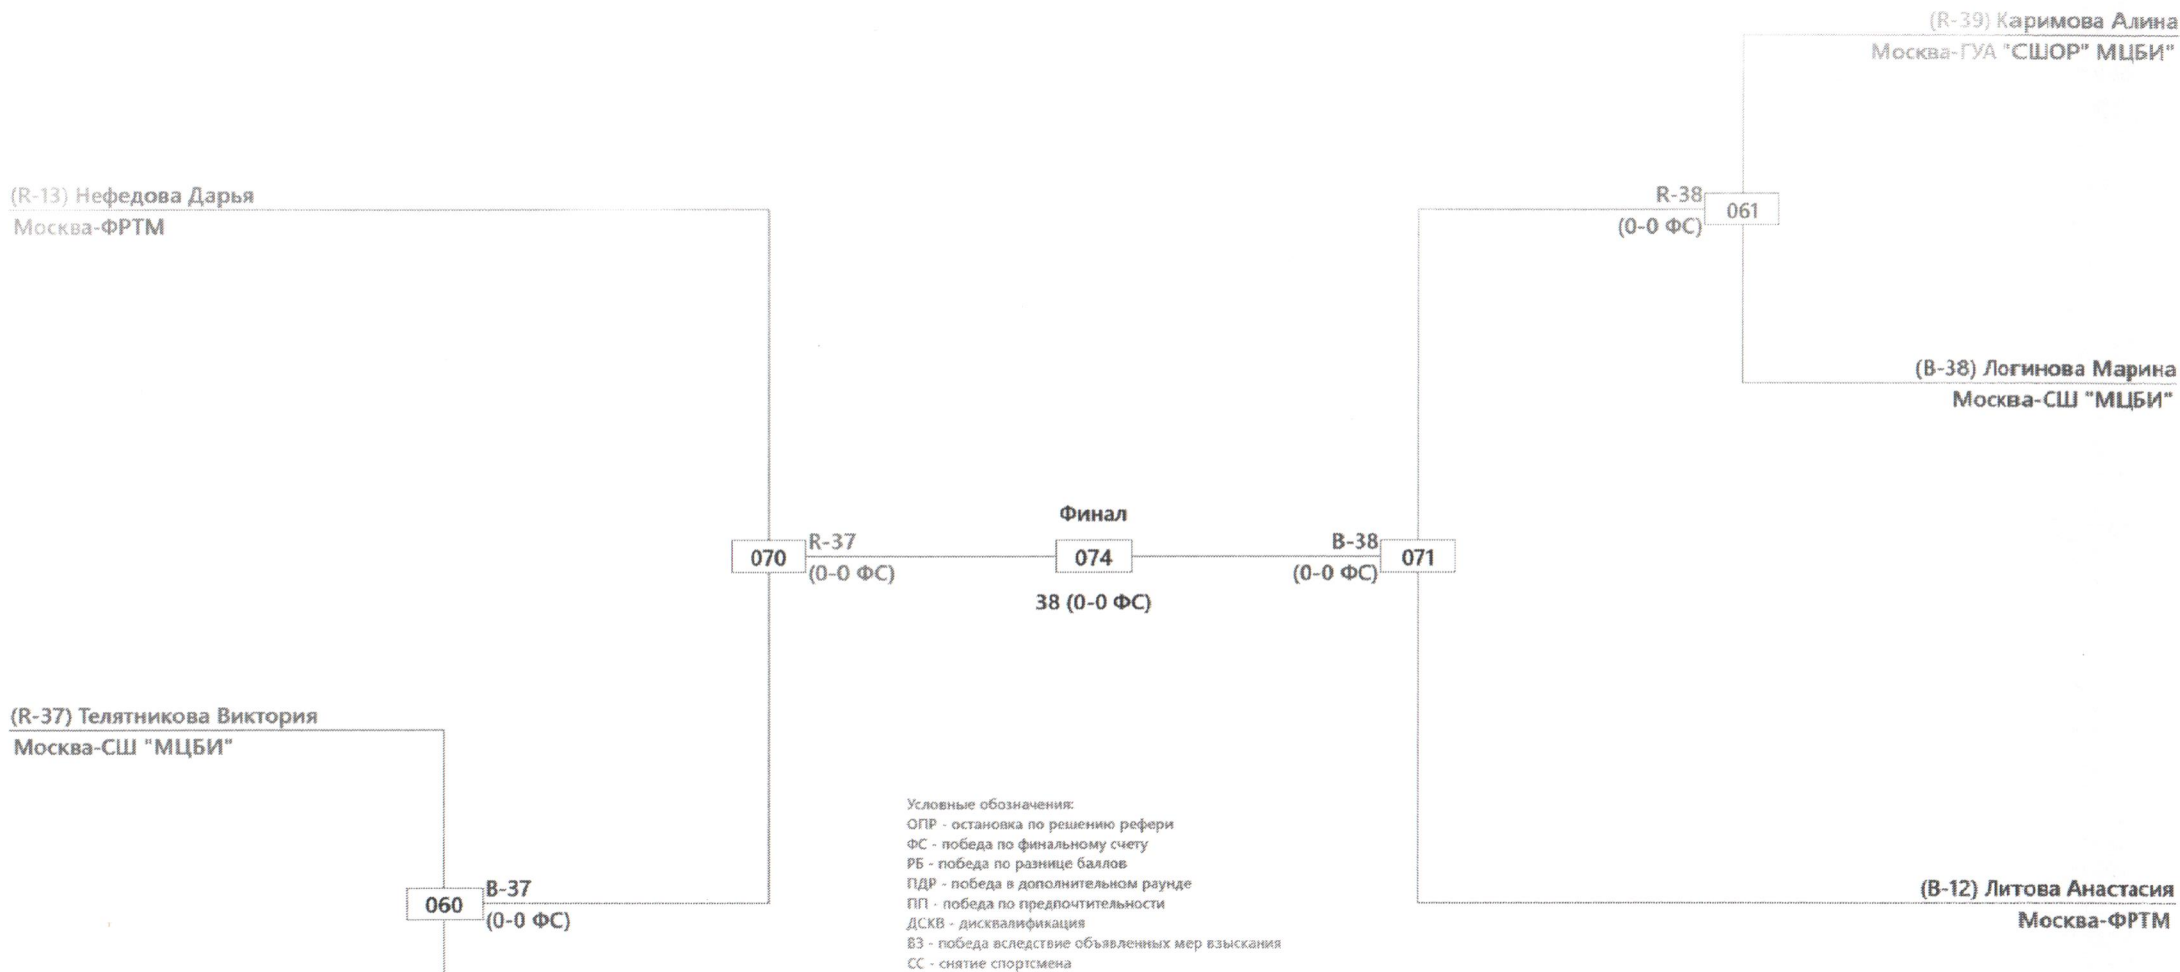 (R-39) Каримова Алина
Москва-ГУА "СШОР" МЦБИ"
(R-13) Нефедова Дарья
Москва-ФРТМ
R-38
(0-0 ФС)
061
(B-38) Логинова Марина
Москва-СШ "МЦБИ"
Финал
070
R-37
(0-0 ФС)
074
B-38
(0-0 ФС)
071
38 (0-0 ФС)
(R-37) Телятникова Виктория
Москва-СШ "МЦБИ"
060
B-37
(0-0 ФС)
Условные обозначения:
ОПР - остановка по решению рефери
ФС - победа по финальному счету
РБ - победа по разнице баллов
ПДР - победа в дополнительном раунде
ПП - победа по предпочтительности
ДСКВ - дисквалификация
ВЗ - победа вследствие объявленных мер взыскания
СС - снятие спортсмена
(B-12) Литова Анастасия
Москва-ФРТМ